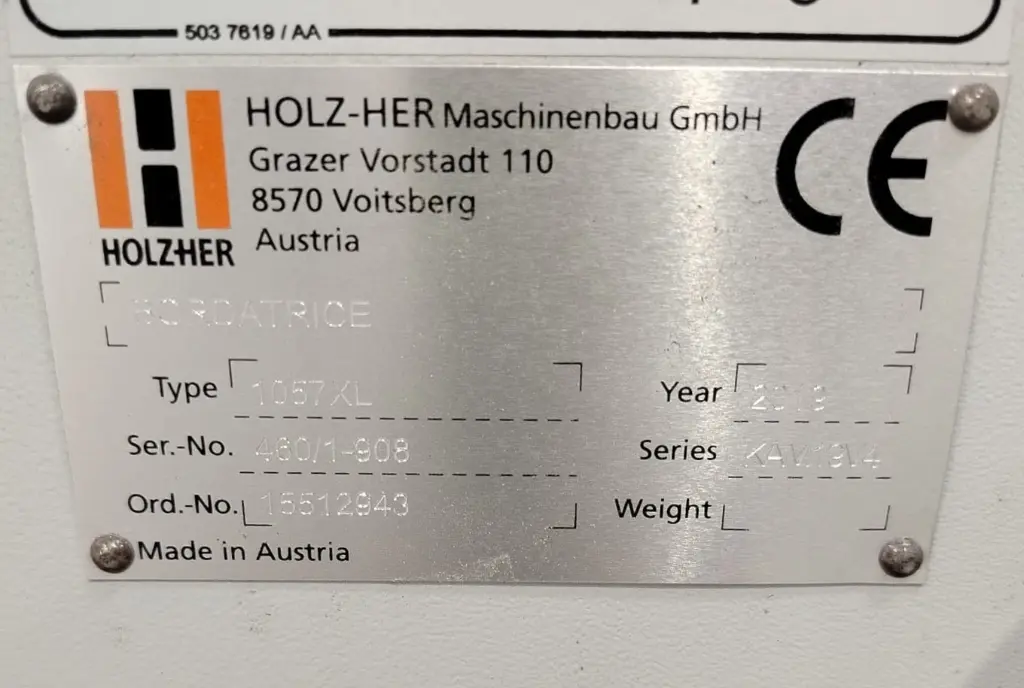 503 7619 / AA
HOLZ-HER Maschinenbau GmbH
Grazer Vorstadt 110
8570 Voitsberg
Austria
HOLZHER
CE
BORDATRICE
Type 1057XL Year 2019
Ser.-No. 460/1-908 Series
Ord.-No. 15512943 Weight
Made in Austria